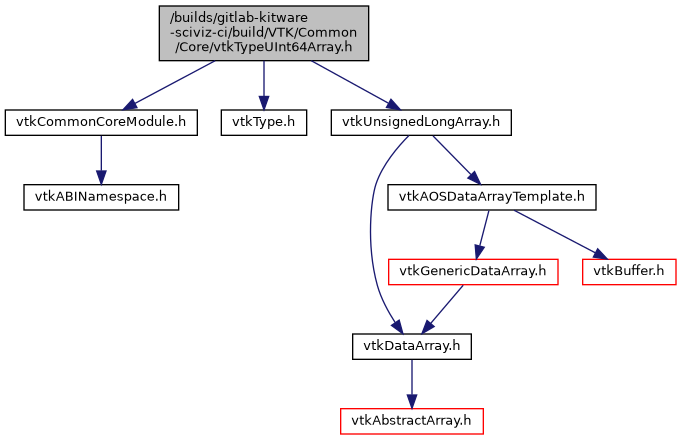 /builds/gitlab-kitware
-sciviz-ci/build/VTK/Common
/Core/vtkTypeUInt64Array.h
vtkCommonCoreModule.h
vtkType.h
vtkUnsignedLongArray.h
vtkABINamespace.h
vtkAOSDataArrayTemplate.h
vtkGenericDataArray.h
vtkBuffer.h
vtkDataArray.h
vtkAbstractArray.h